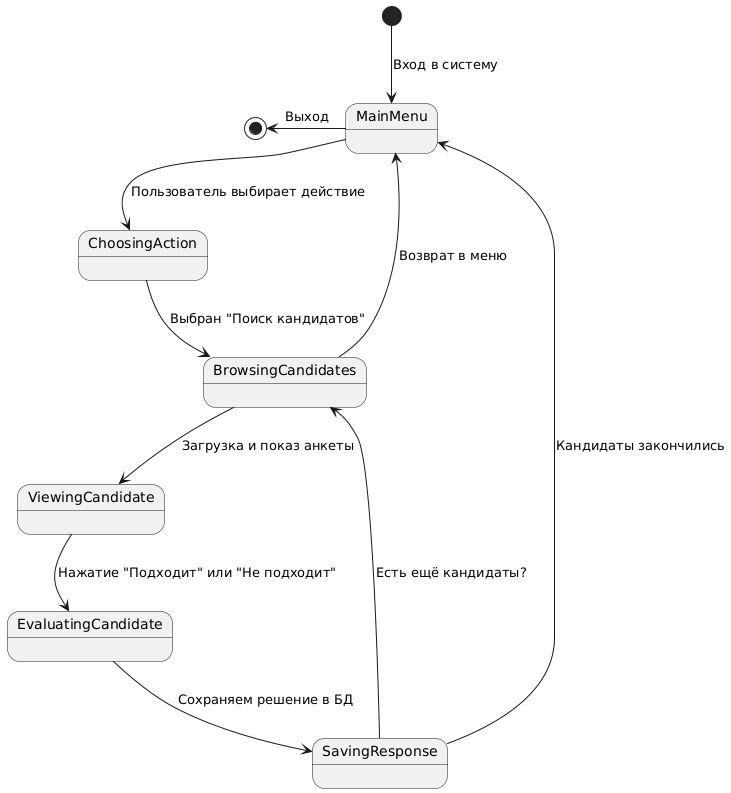 Вход в систему
Выход
MainMenu
Пользователь выбирает действие
ChoosingAction
Возврат в меню
Выбран "Поиск кандидатов"
BrowsingCandidates
Загрузка и показ анкеты
Кандидаты закончились
ViewingCandidate
Нажатие "Подходит" или "Не подходит"
Есть ещё кандидаты?
EvaluatingCandidate
Сохраняем решение в БД
SavingResponse